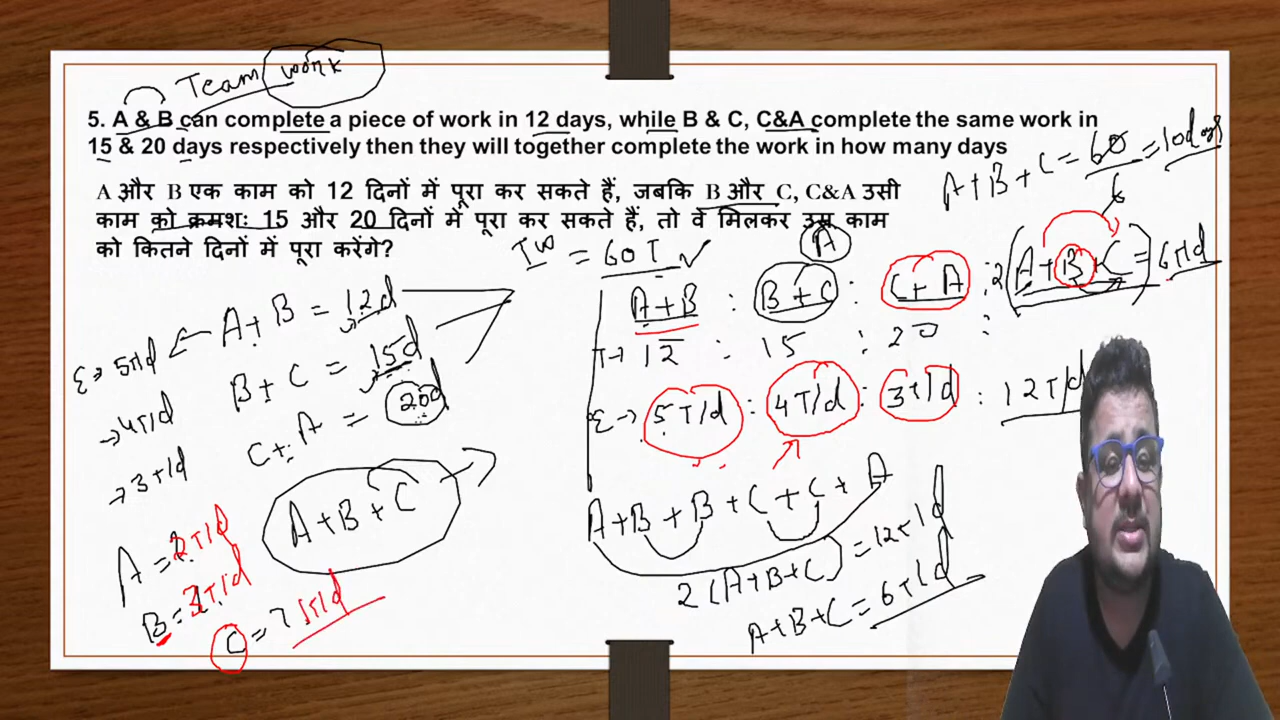 Team work
5. A & B can complete a piece of work in 12 days, while B & C, C&A complete the same work in
15 & 20 days respectively then they will together complete the work in how many days
A+B+C = 60 = 10 days
6
A और B एक काम को 12 दिनों में पूरा कर सकते हैं, जबकि B और C, C&A उसी
काम को क्रमशः 15 और 20 दिनों में पूरा कर सकते हैं, तो वे मिलकर उस काम
को कितने दिनों में पूरा करेंगे?
TW = 60T ✓
A
A+B : B+C : C+A : 2(A+B+C) = 6T/d
T→ 12 : 15 : 20 :
E→ 5T/d : 4T/d : 3T/d : 12T/d
E→ 5T/d ← A+B = 12d
→4T/d B+C = 15d
→3T/d C+A = 20d
A+B+C
A = 2T/d
B = 3T/d
C = ? 1T/d
A+B+B+C+C+A
2(A+B+C) = 12T/d
A+B+C = 6T/d